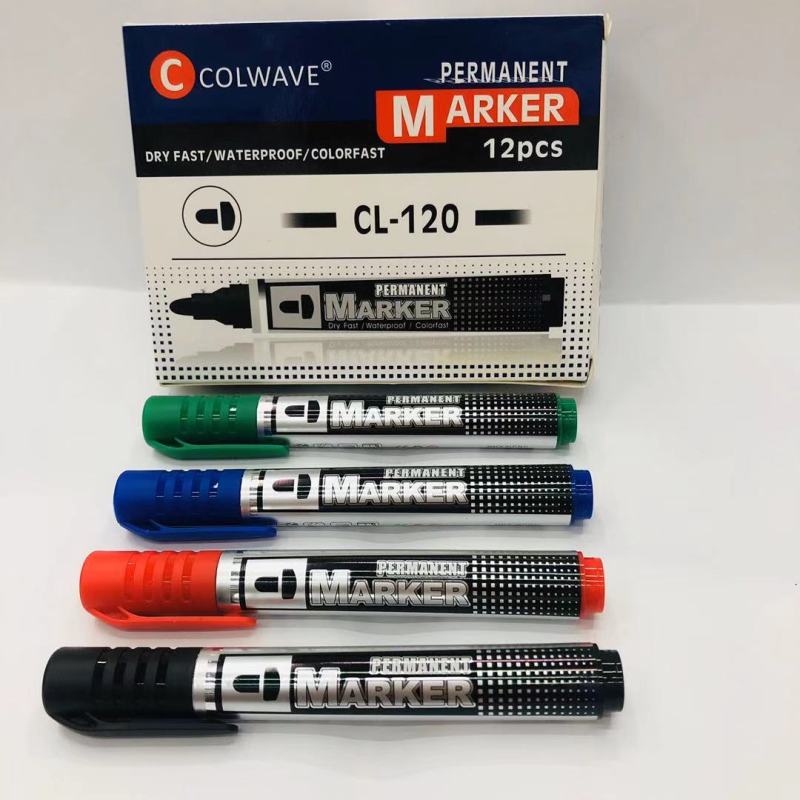 C COLWAVE®
PERMANENT
MARKER
DRY FAST/WATERPROOF/COLORFAST
12pcs
CL-120
PERMANENT
MARKER
Dry Fast / Waterproof / Colorfast
PERMANENT
MARKER
PERMANENT
MARKER
PERMANENT
MARKER
PERMANENT
MARKER